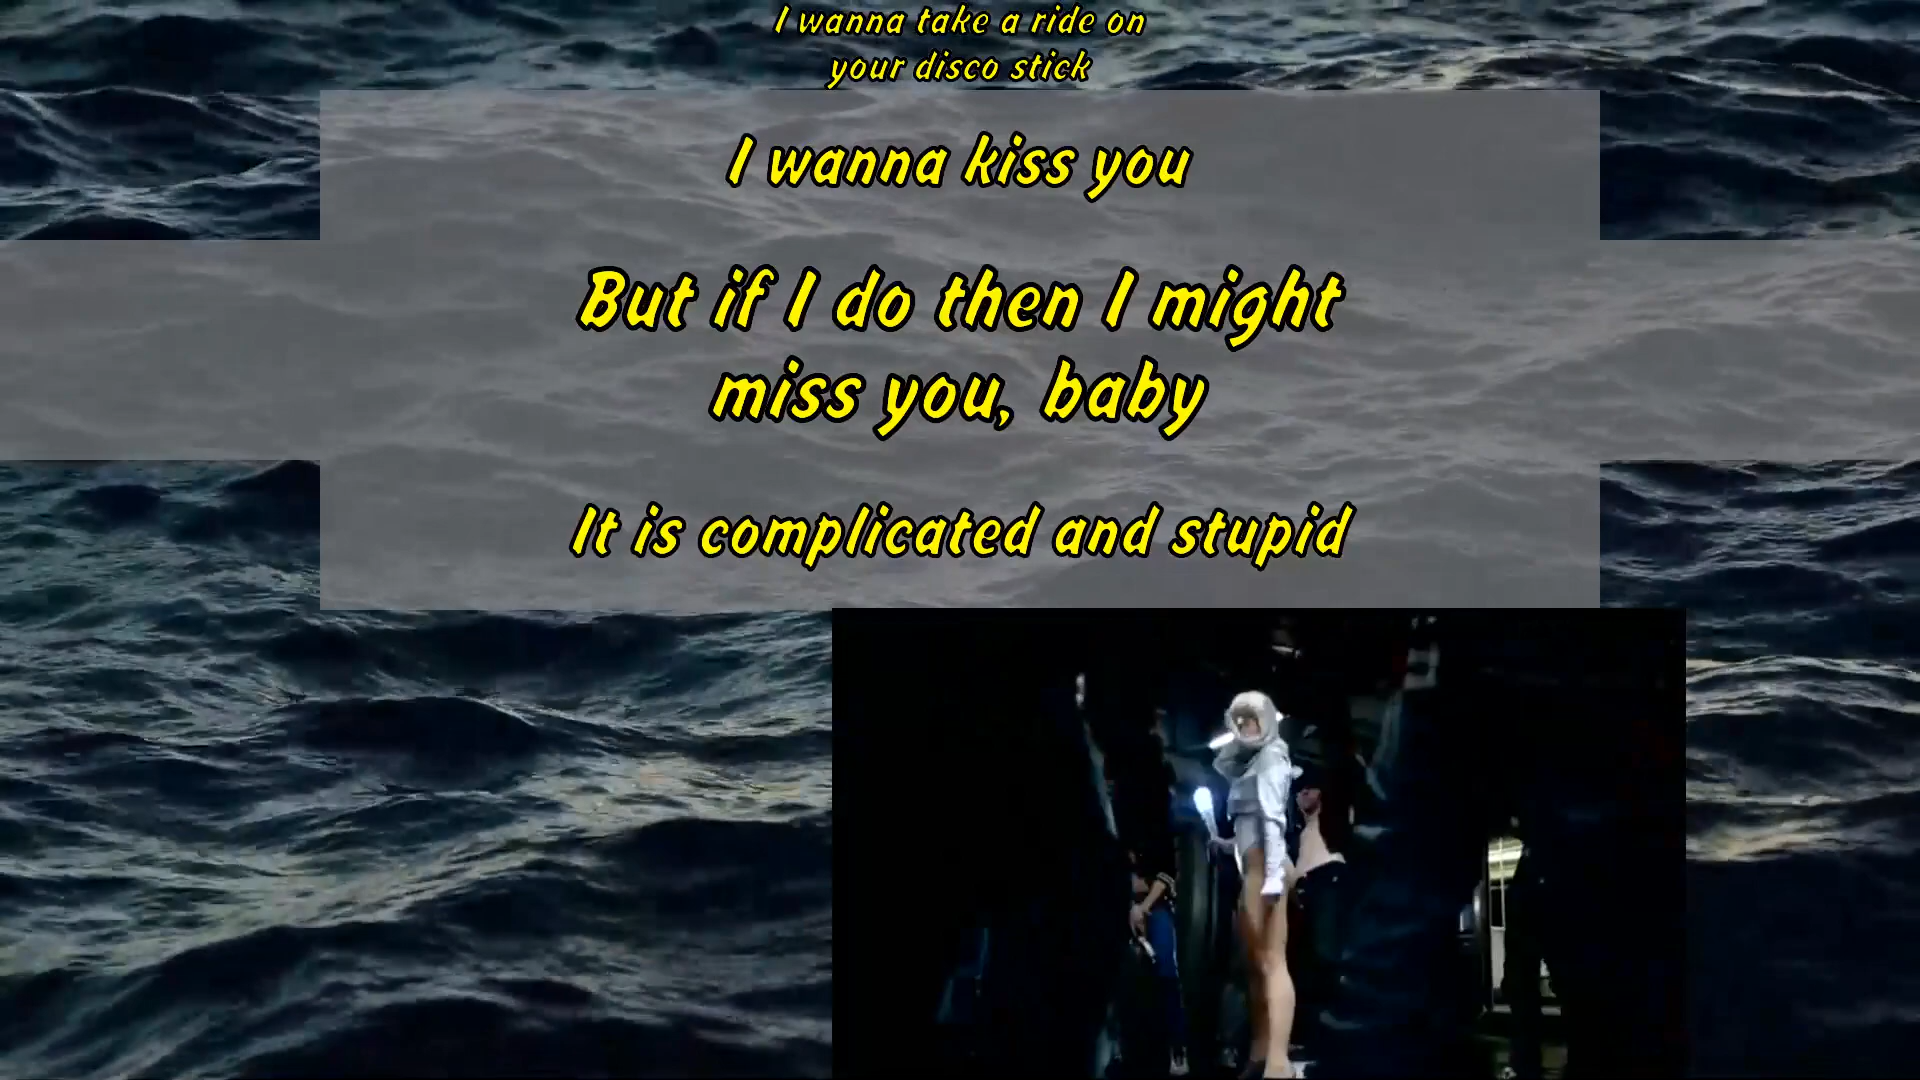 I wanna take a ride on
your disco stick
I wanna kiss you
But if I do then I might
miss you, baby
It is complicated and stupid